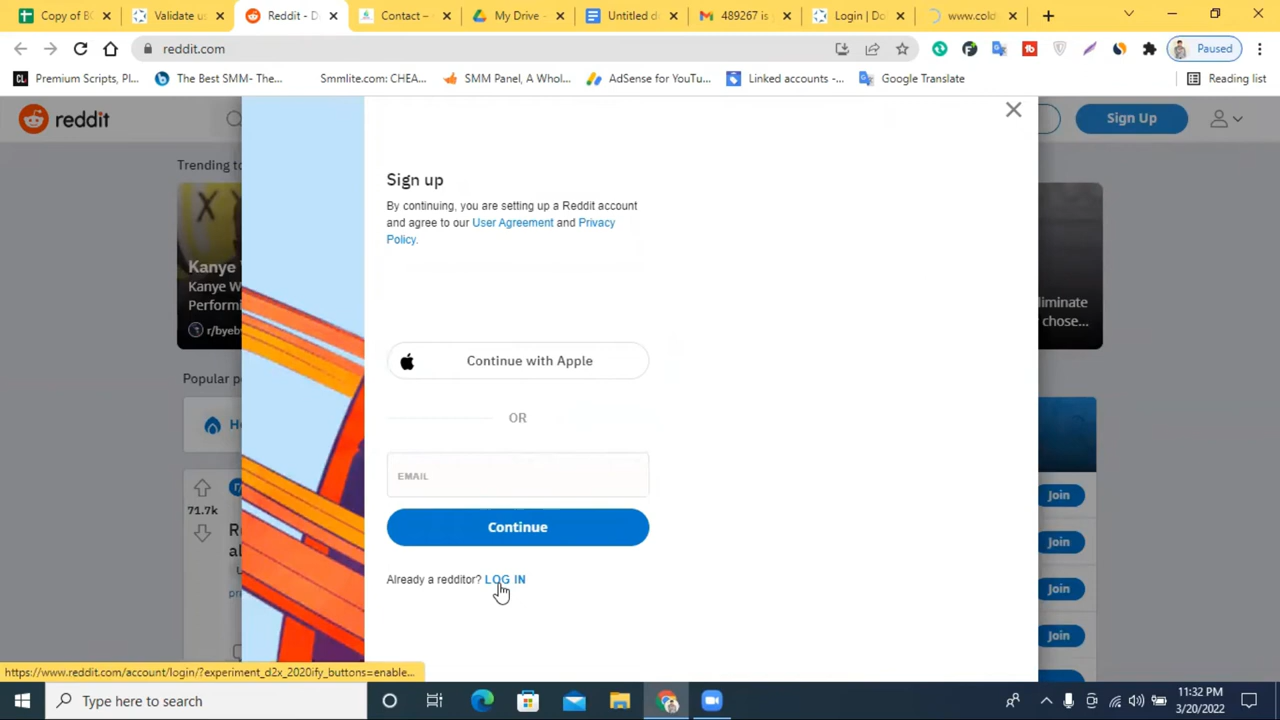 Copy of BC
Validate us
Reddit - D
Contact –
My Drive -
Untitled d
489267 is y
Login | Do
www.cold
reddit.com
Paused
Premium Scripts, Pl...
The Best SMM- The...
Smmlite.com: CHEA...
SMM Panel, A Whol...
AdSense for YouTu...
Linked accounts -...
Google Translate
Reading list
reddit
Sign Up
Trending to
Sign up
By continuing, you are setting up a Reddit account
and agree to our User Agreement and Privacy
Policy.
Kanye W
Kanye W
Performi
r/byeb
liminate
chose...
Continue with Apple
Popular p
OR
EMAIL
Join
71.7k
Continue
Join
Already a redditor? LOG IN
Join
Join
https://www.reddit.com/account/login/?experiment_d2x_2020ify_buttons=enable...
Type here to search
11:32 PM
3/20/2022